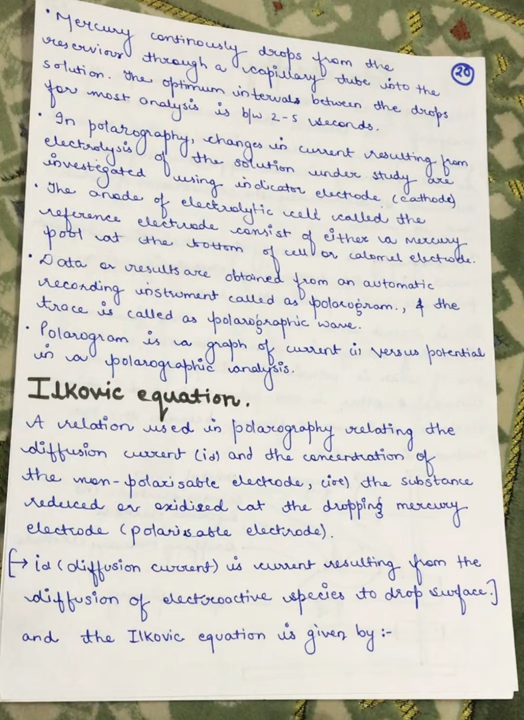 (20)
• Mercury continously drops from the
reservious through a capillary tube into the
solution. The optimum intervals between the drops
for most analysis is b/w 2-5 seconds.
• In polarography, changes in current resulting from
electrolysis of the solution under study are
investigated using indicator electrode (cathode)
• The anode of electrolytic cell called the
reference electrode consist of either a mercury
pool at the bottom of cell or calomel electrode.
• Data or results are obtained from an automatic
recording instrument called as polarogram., & the
trace is called as polarographic wave.
• Polarogram is a graph of current (i) versus potential
in a polarographic analysis.
Ilkovic equation.
A relation used in polarography relating the
diffusion current (id) and the concentration of
the non-polarisable electrode, (ioe) the substance
reduced or oxidised at the dropping mercury
electrode (polarisable electrode).
[→ id (diffusion current) is current resulting from the
diffusion of electroactive species to drop surface.]
and the Ilkovic equation is given by :-